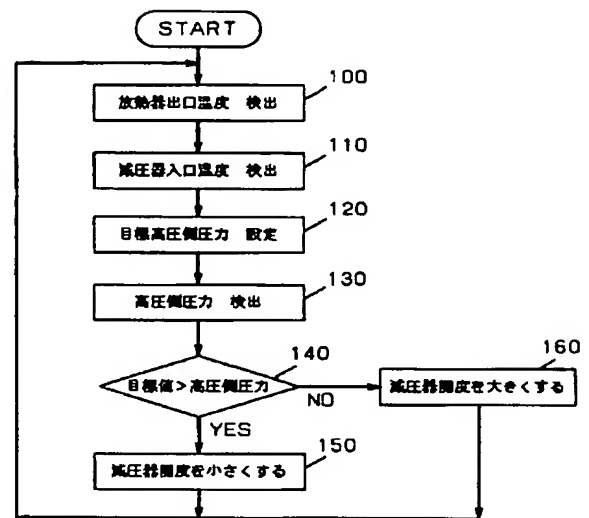 START
100
放熱器出口温度 検出
110
減圧器入口温度 検出
120
目標高圧側圧力 設定
130
高圧側圧力 検出
140
目標値>高圧側圧力
NO
160
減圧器開度を大きくする
YES
150
減圧器開度を小さくする